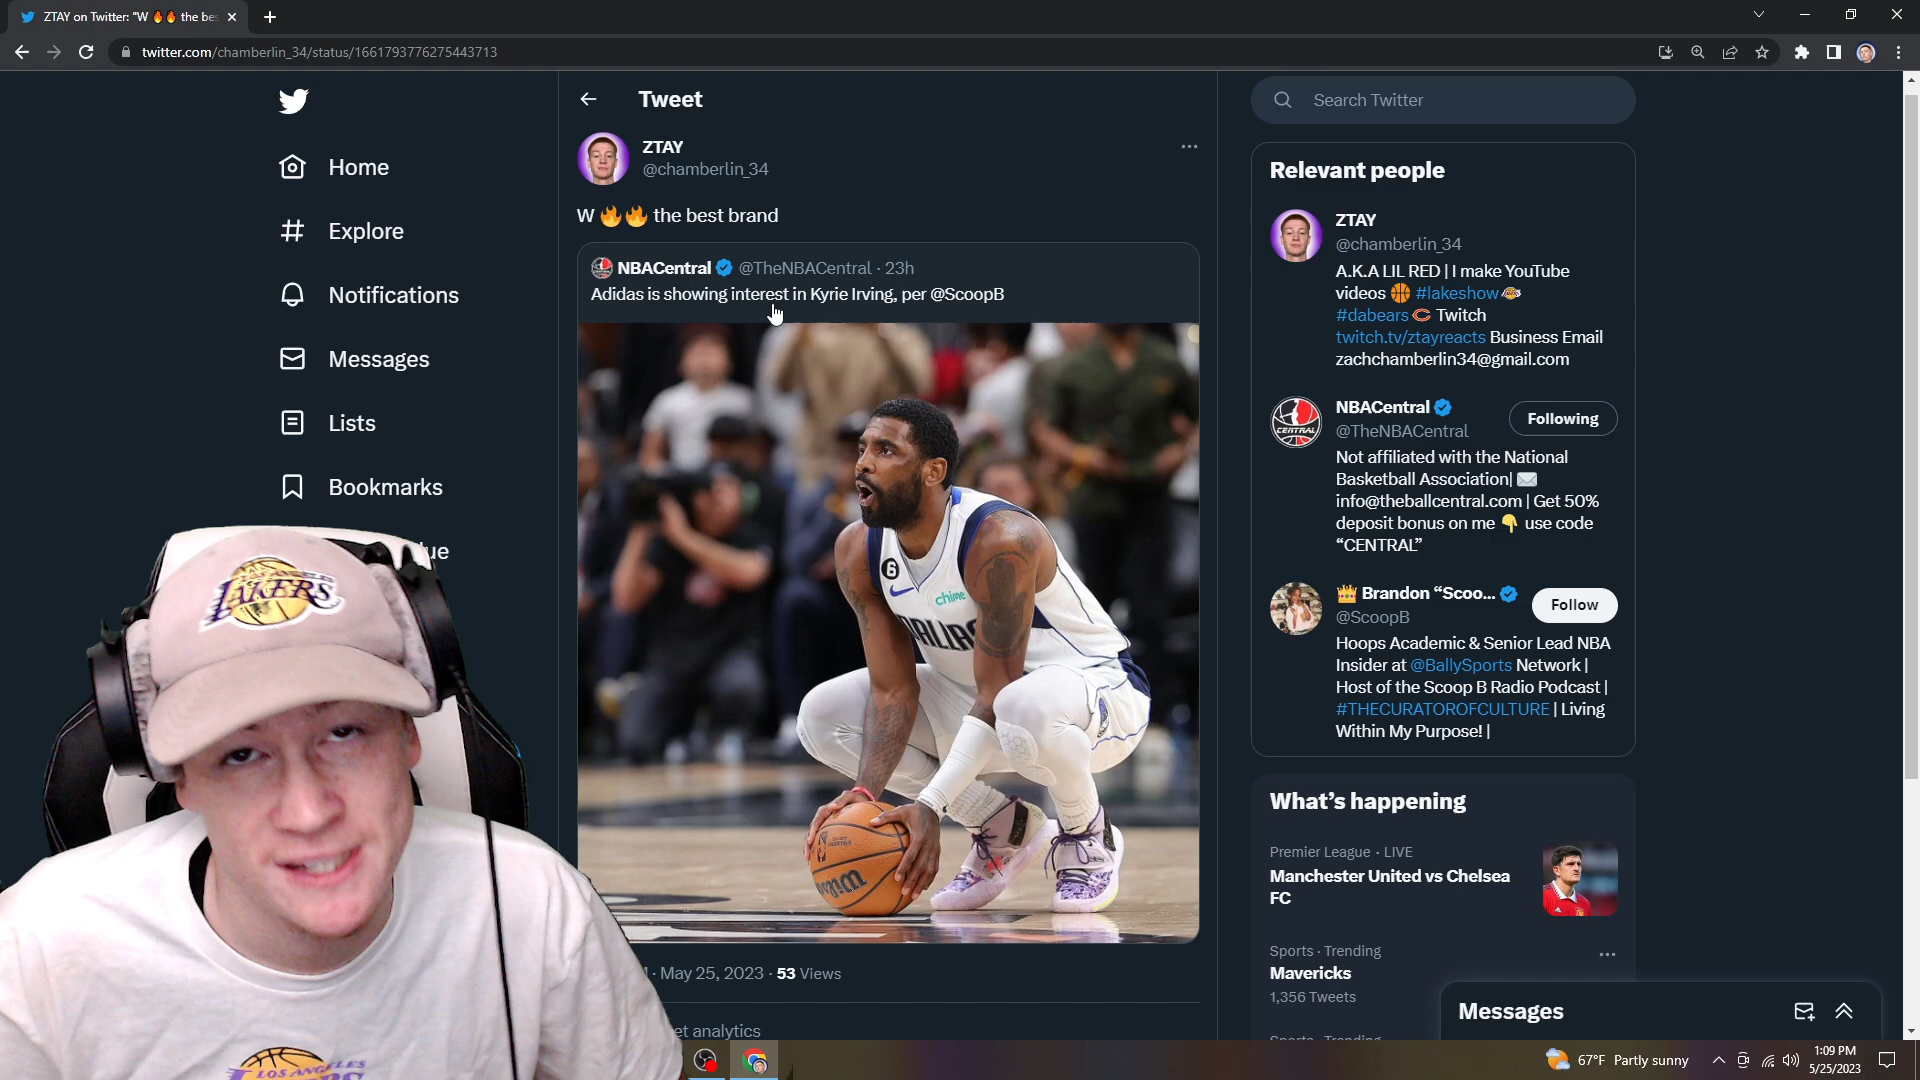 ZTAY on Twitter: "W 🔥🔥 the bes
twitter.com/chamberlin_34/status/1661793776275443713
Home
Explore
Notifications
Messages
Lists
Bookmarks
Tweet
ZTAY
@chamberlin_34
W 🔥🔥 the best brand
NBACentral @TheNBACentral · 23h
Adidas is showing interest in Kyrie Irving, per @ScoopB
6
chime
Wilson
· May 25, 2023 · 53 Views
et analytics
LAKERS
LOS ANGELES
Search Twitter
Relevant people
ZTAY
@chamberlin_34
A.K.A LIL RED | I make YouTube
videos 🏀 #lakeshow
#dabears Twitch
twitch.tv/ztayreacts Business Email
zachchamberlin34@gmail.com
NBACentral
@TheNBACentral
Following
Not affiliated with the National
Basketball Association| ✉️
info@theballcentral.com | Get 50%
deposit bonus on me 👇 use code
“CENTRAL”
CENTRAL
👑 Brandon “Scoo...
@ScoopB
Follow
Hoops Academic & Senior Lead NBA
Insider at @BallySports Network |
Host of the Scoop B Radio Podcast |
#THECURATOROFCULTURE | Living
Within My Purpose! |
What’s happening
Premier League · LIVE
Manchester United vs Chelsea
FC
Sports · Trending
Mavericks
1,356 Tweets
Messages
67°F Partly sunny
1:09 PM
5/25/2023